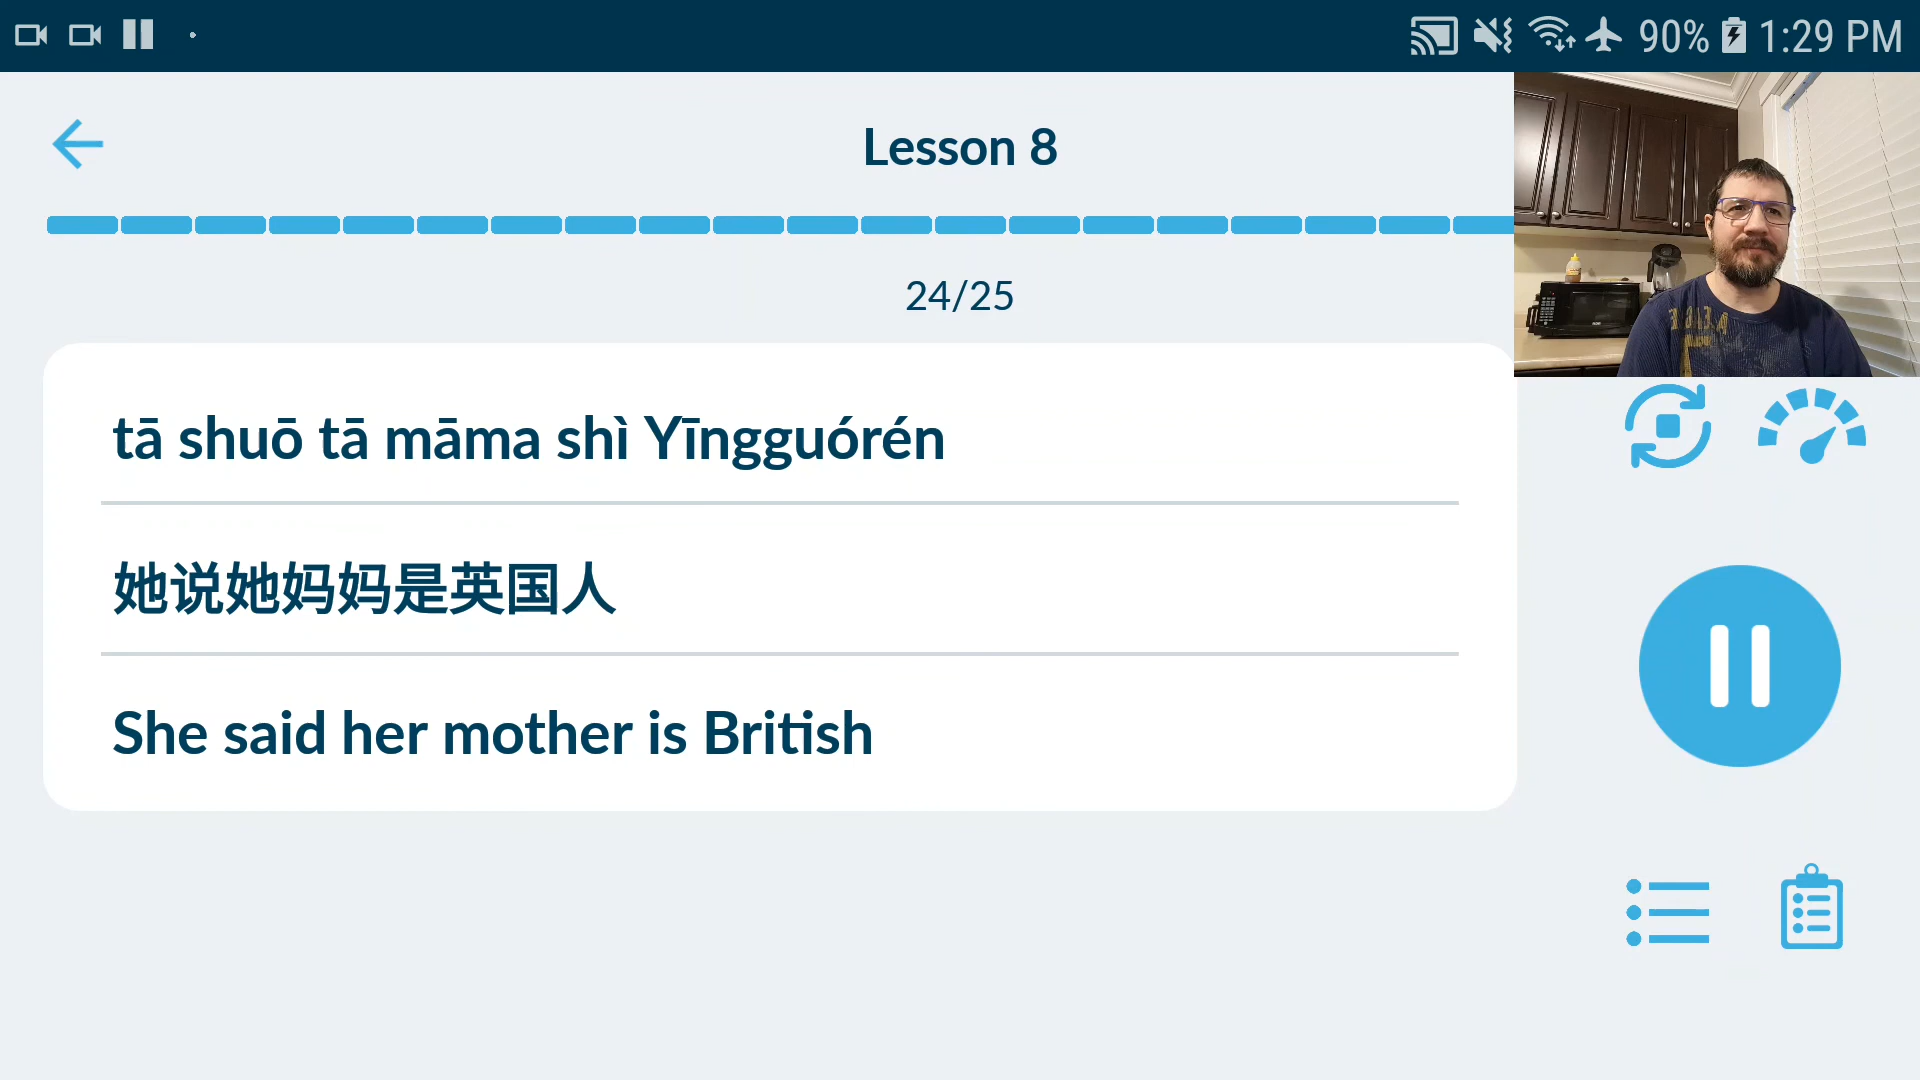 90% 1:29 PM
Lesson 8
24/25
tā shuō tā māma shì Yīngguórén
她说她妈妈是英国人
She said her mother is British